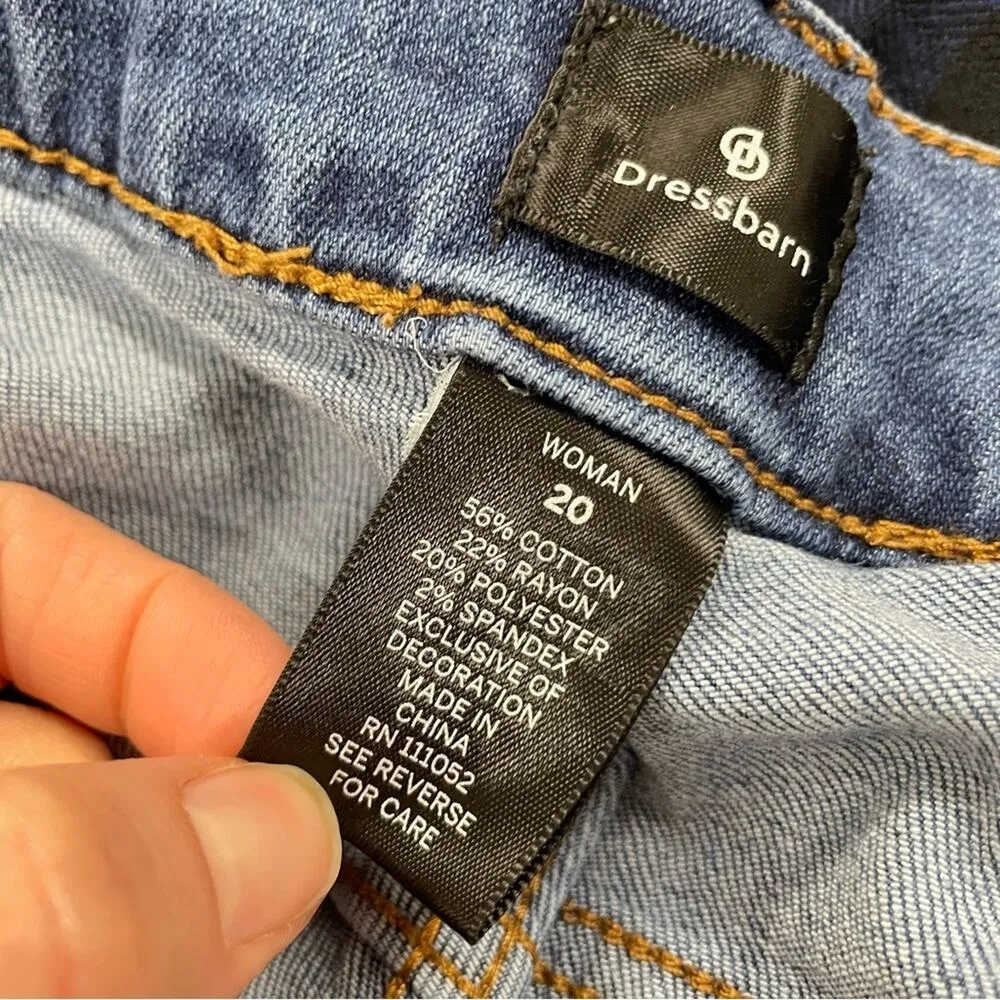 Dressbarn
WOMAN
20
56% COTTON
22% RAYON
20% POLYESTER
2% SPANDEX
EXCLUSIVE OF
DECORATION
MADE IN
CHINA
RN 111052
SEE REVERSE
FOR CARE